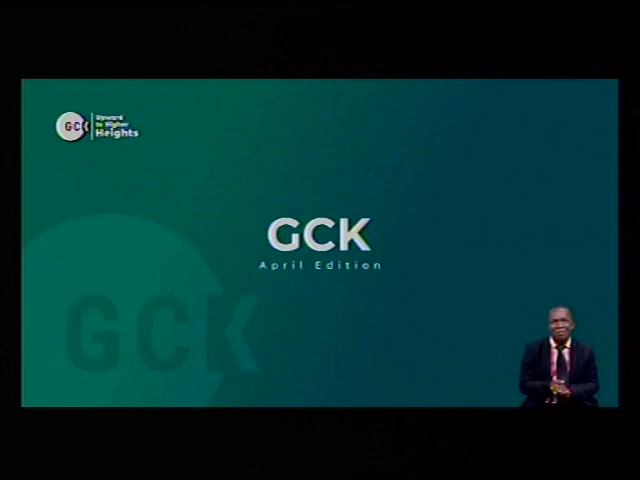 GCK
Upward
to Higher
Heights
GCK
April Edition
GCK